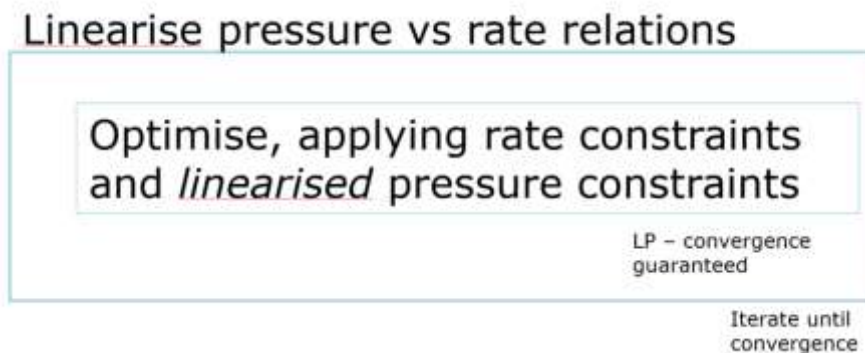 Linearise pressure vs rate relations
Optimise, applying rate constraints
and linearised pressure constraints
LP – convergence
guaranteed
Iterate until
convergence